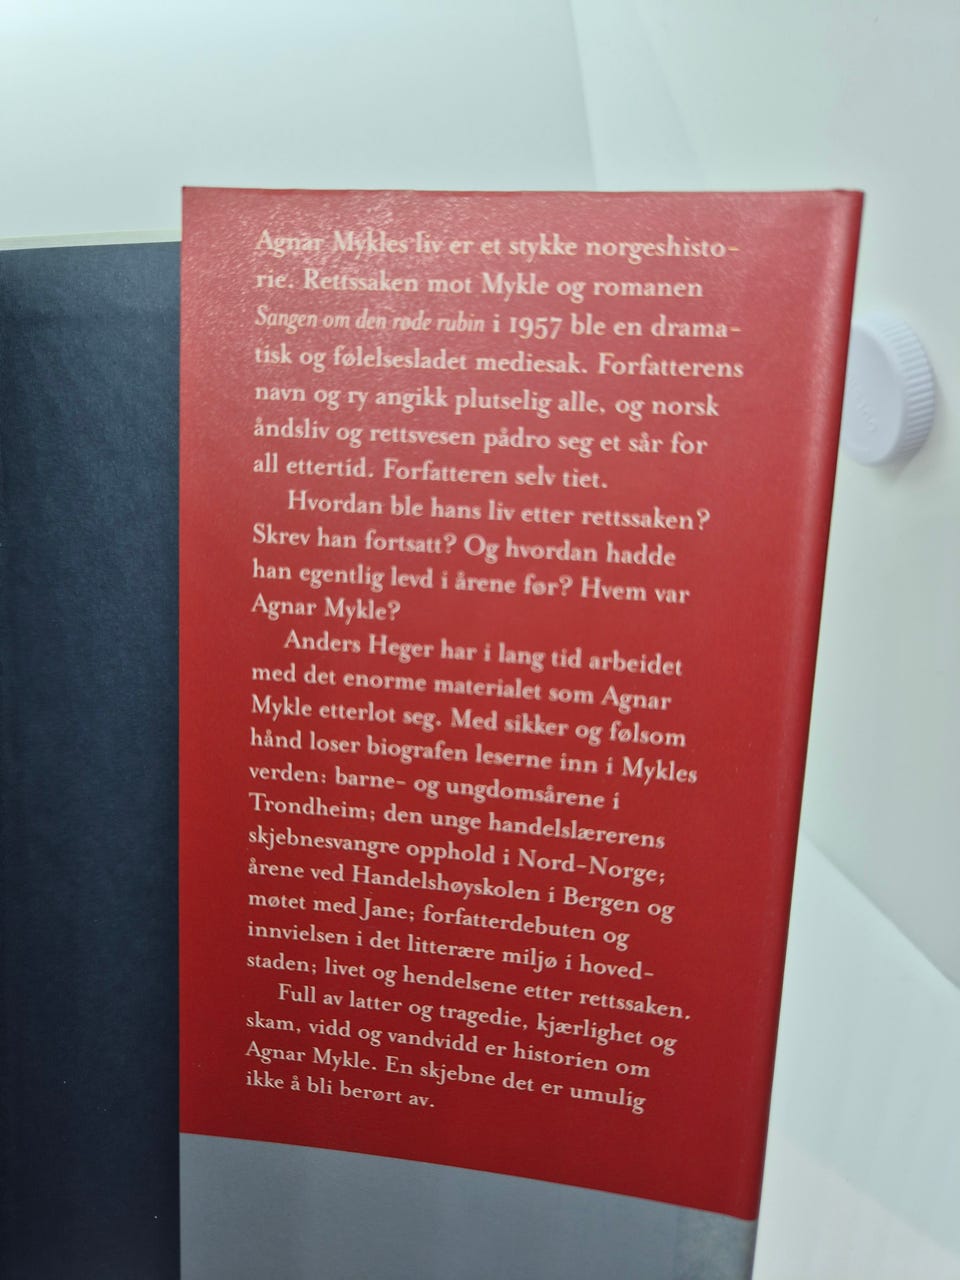 Agnar Mykles liv er et stykke norgeshisto-
rie. Rettssaken mot Mykle og romanen
Sangen om den røde rubin i 1957 ble en drama-
tisk og følelsesladet mediesak. Forfatterens
navn og ry angikk plutselig alle, og norsk
åndsliv og rettsvesen pådro seg et sår for
all ettertid. Forfatteren selv tiet.
Hvordan ble hans liv etter rettssaken?
Skrev han fortsatt? Og hvordan hadde
han egentlig levd i årene før? Hvem var
Agnar Mykle?
Anders Heger har i lang tid arbeidet
med det enorme materialet som Agnar
Mykle etterlot seg. Med sikker og følsom
hånd loser biografen leserne inn i Mykles
verden: barne- og ungdomsårene i
Trondheim; den unge handelslærerens
skjebnesvangre opphold i Nord-Norge;
årene ved Handelshøyskolen i Bergen og
møtet med Jane; forfatterdebuten og
innvielsen i det litterære miljø i hoved-
staden; livet og hendelsene etter rettssaken.
Full av latter og tragedie, kjærlighet og
skam, vidd og vandvidd er historien om
Agnar Mykle. En skjebne det er umulig
ikke å bli berørt av.